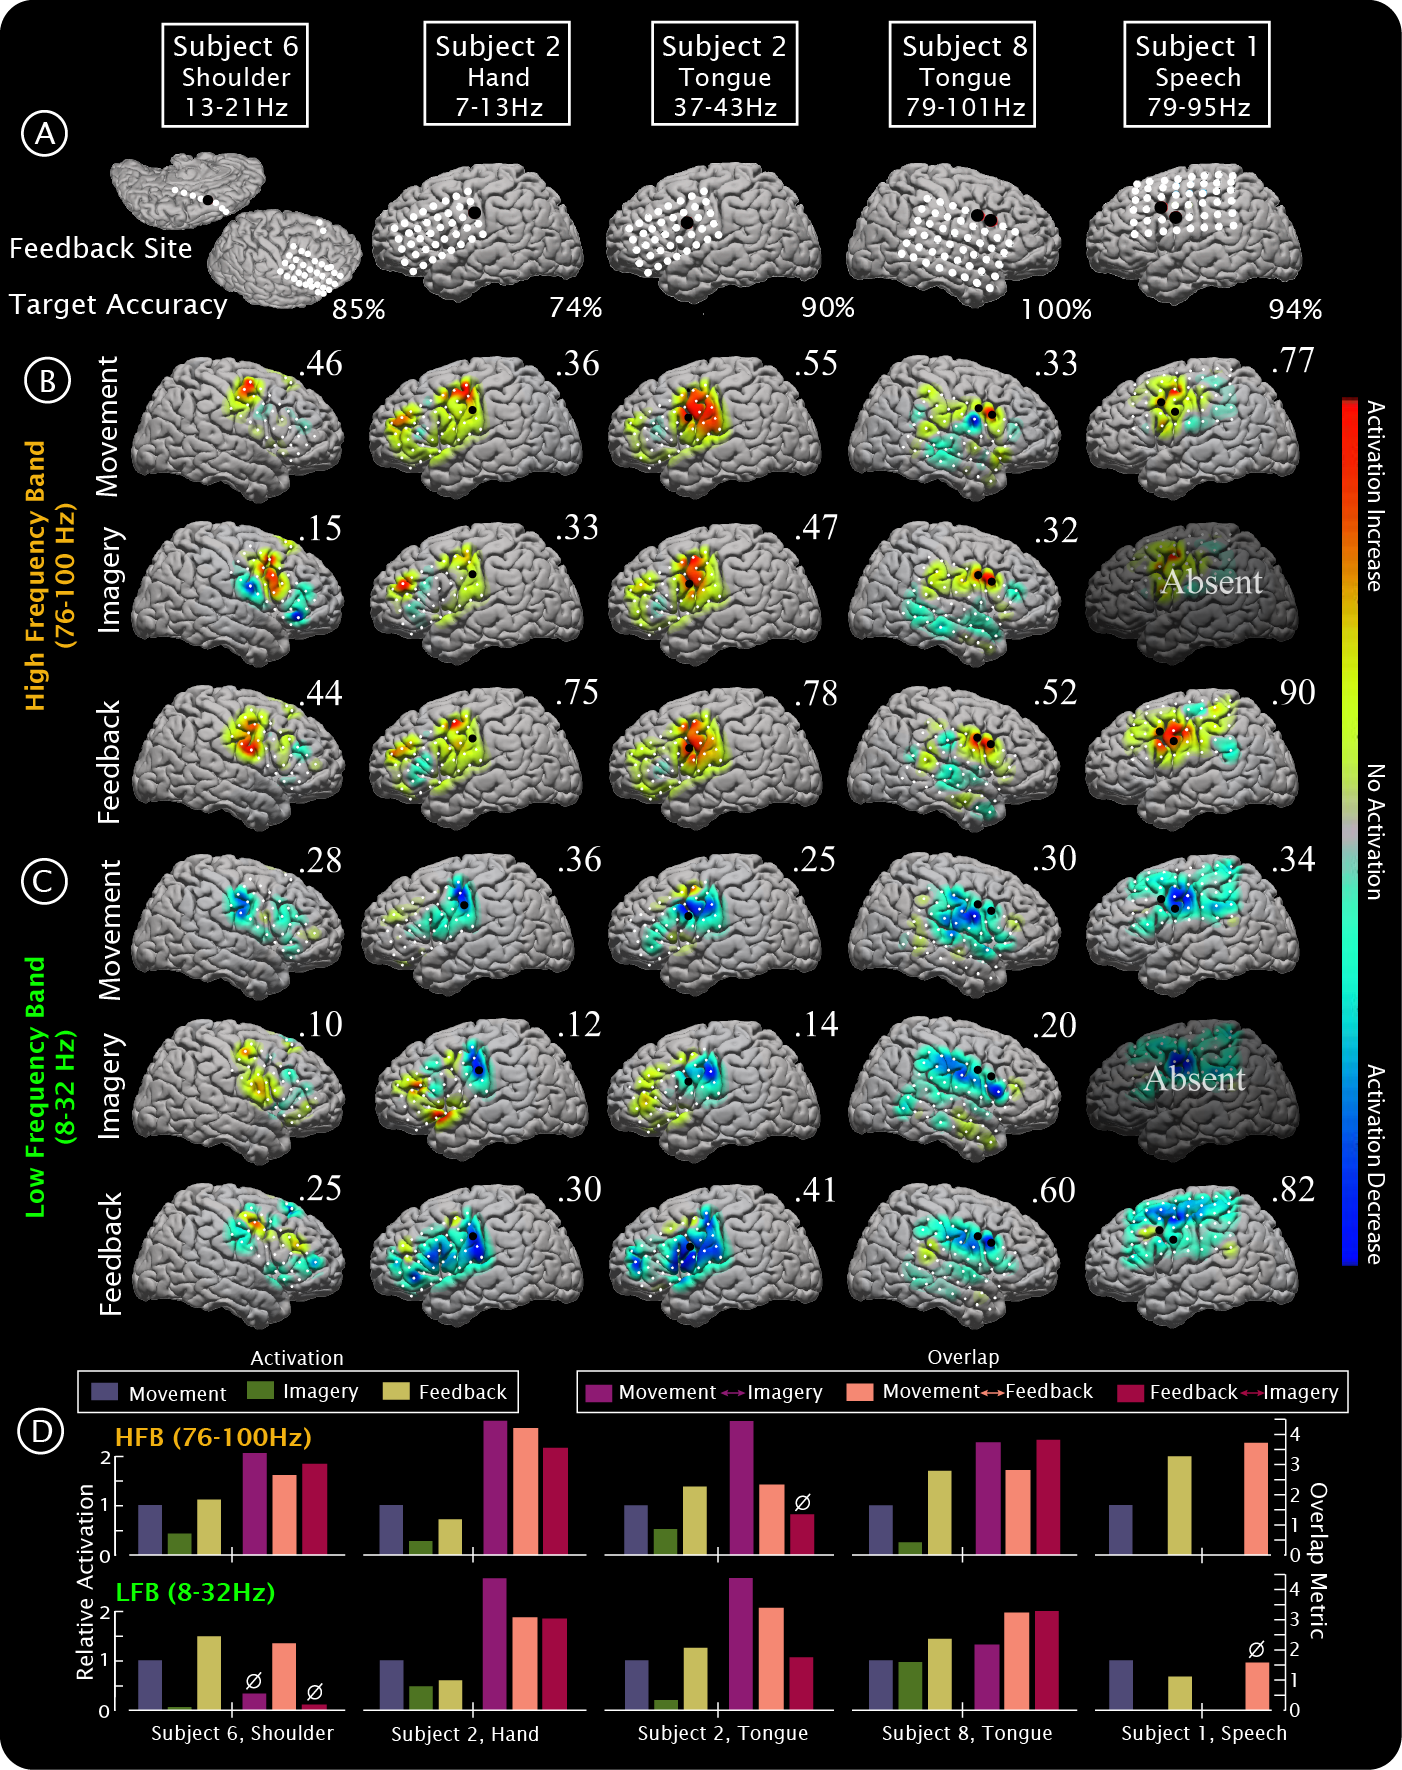 Subject 6
Shoulder
13-21Hz
Subject 2
Hand
7-13Hz
Subject 2
Tongue
37-43Hz
Subject 8
Tongue
79-101Hz
Subject 1
Speech
79-95Hz
A
Feedback Site
Target Accuracy
85%
74%
90%
100%
94%
B
High Frequency Band
(76-100 Hz)
Movement
.46
.36
.55
.33
.77
Imagery
.15
.33
.47
.32
Absent
Feedback
.44
.75
.78
.52
.90
C
Low Frequency Band
(8-32 Hz)
Movement
.28
.36
.25
.30
.34
Imagery
.10
.12
.14
.20
Absent
Feedback
.25
.30
.41
.60
.82
Activation Increase
No Activation
Activation Decrease
Activation
Movement
Imagery
Feedback
Overlap
Movement↔Imagery
Movement↔Feedback
Feedback↔Imagery
D
HFB (76-100Hz)
2
1
0
Ø
4
3
2
1
0
Relative Activation
Overlap Metric
LFB (8-32Hz)
2
1
0
Ø
Ø
Ø
4
3
2
1
0
Subject 6, Shoulder
Subject 2, Hand
Subject 2, Tongue
Subject 8, Tongue
Subject 1, Speech